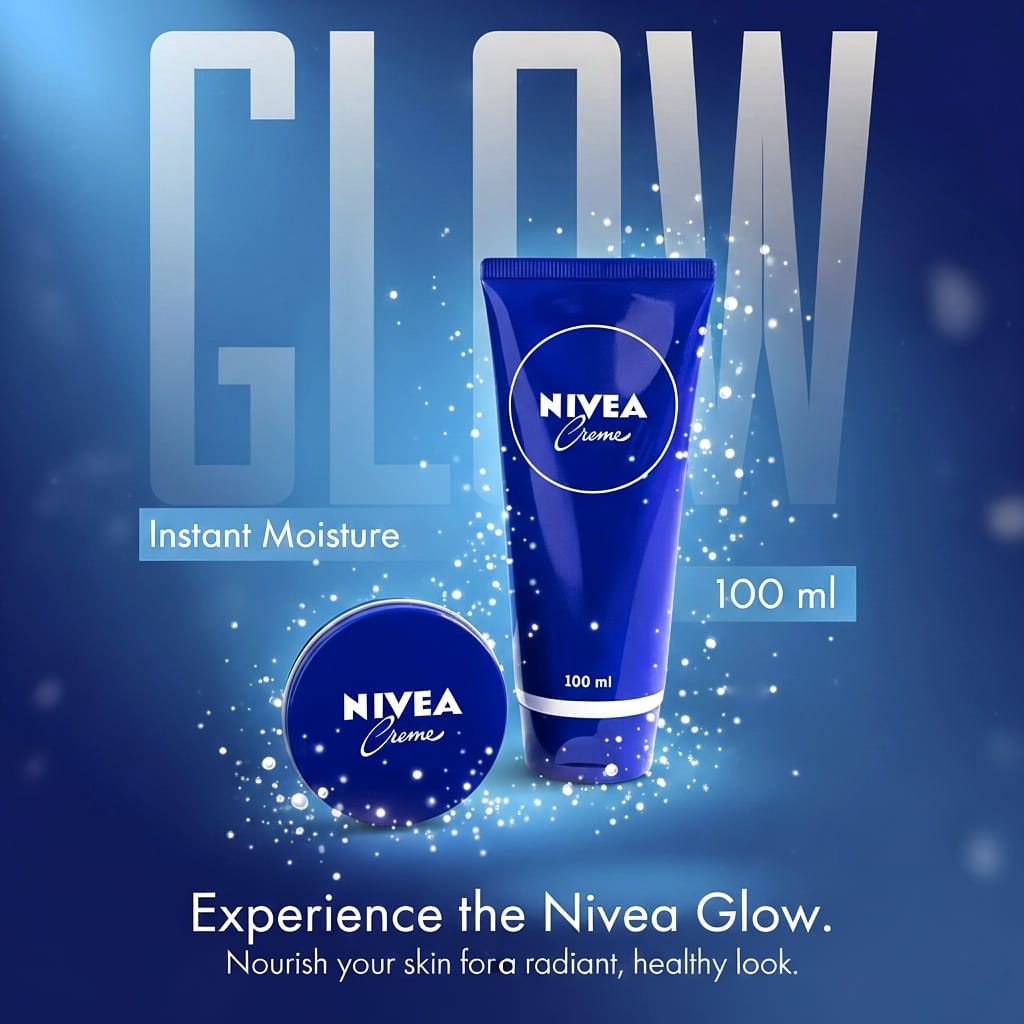 GLOW
NIVEA
Creme
Instant Moisture
100 ml
100 ml
NIVEA
Creme
Experience the Nivea Glow.
Nourish your skin fora radiant, healthy look.